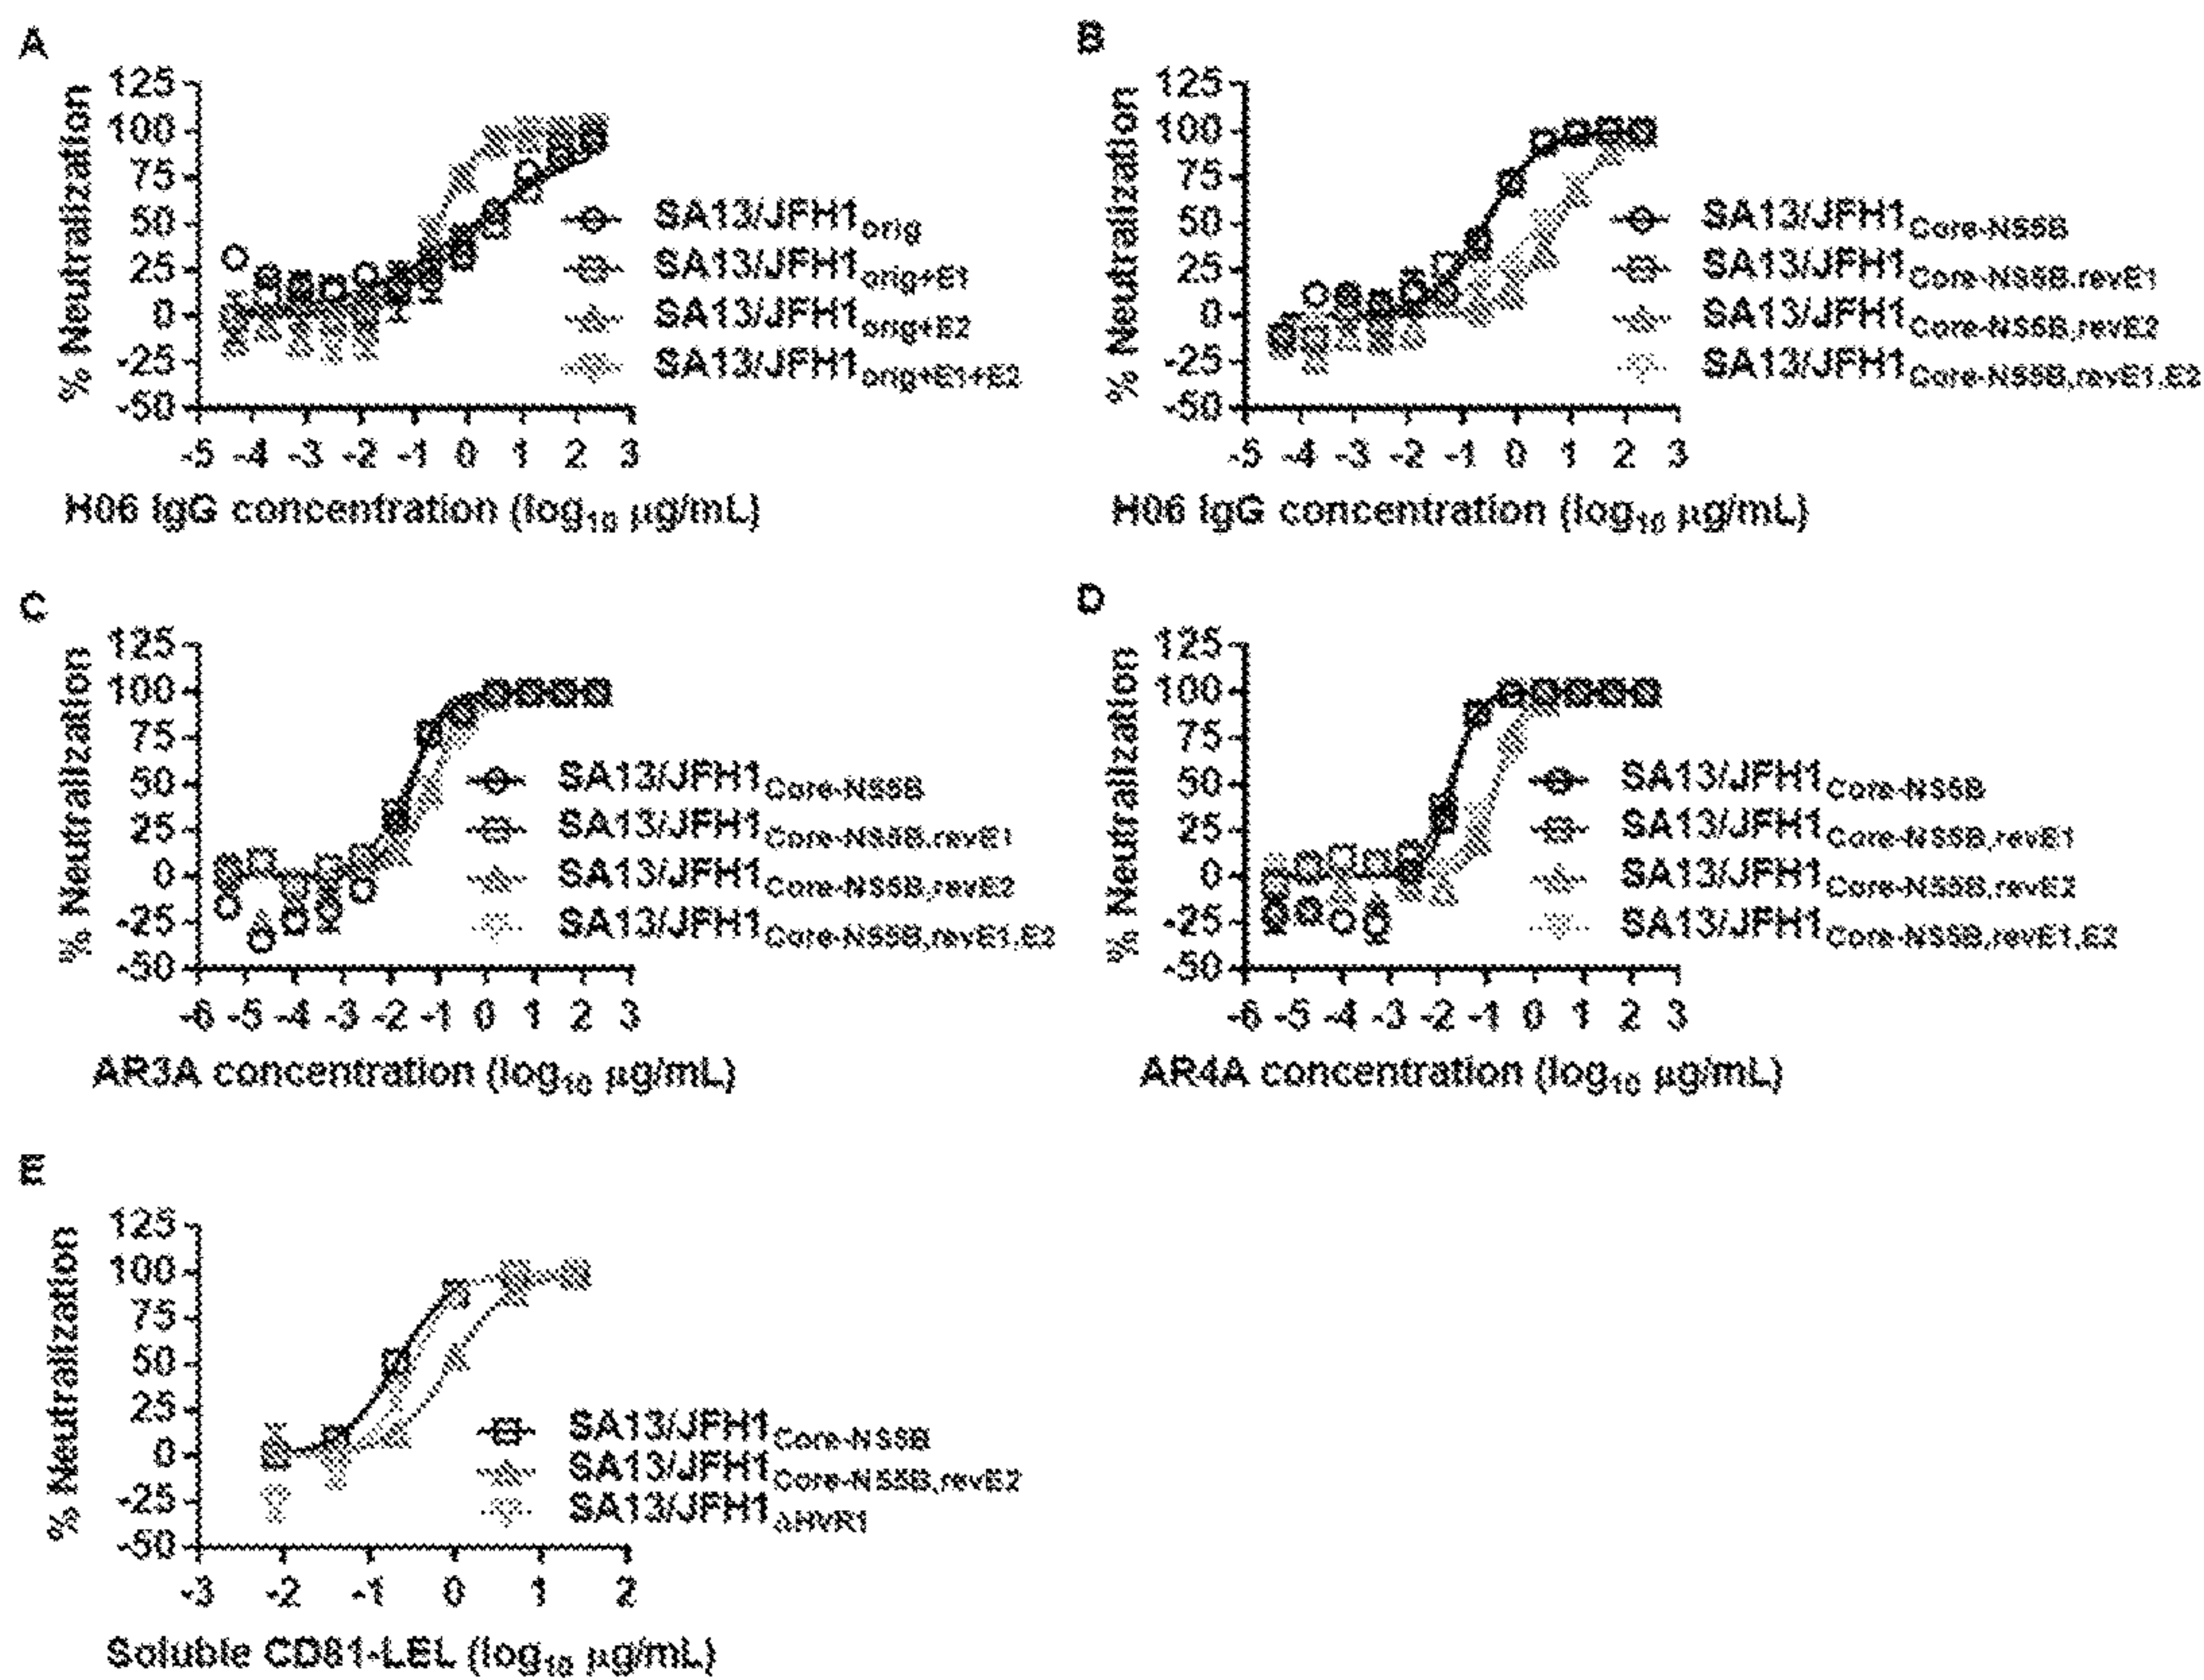 A
125
100
75
50
25
0
-25
-50
% Neutralization
-5 -4 -3 -2 -1 0 1 2 3
H06 IgG concentration (log10 µg/mL)
SA13/JFH1orig
SA13/JFH1orig+E1
SA13/JFH1orig+E2
SA13/JFH1orig+E1+E2
B
125
100
75
50
25
0
-25
-50
% Neutralization
-5 -4 -3 -2 -1 0 1 2 3
H06 IgG concentration (log10 µg/mL)
SA13/JFH1Core-NS5B
SA13/JFH1Core-NS5B,revE1
SA13/JFH1Core-NS5B,revE2
SA13/JFH1Core-NS5B,revE1,E2
C
125
100
75
50
25
0
-25
-50
% Neutralization
-6 -5 -4 -3 -2 -1 0 1 2 3
AR3A concentration (log10 µg/mL)
SA13/JFH1Core-NS5B
SA13/JFH1Core-NS5B,revE1
SA13/JFH1Core-NS5B,revE2
SA13/JFH1Core-NS5B,revE1,E2
D
125
100
75
50
25
0
-25
-50
% Neutralization
-6 -5 -4 -3 -2 -1 0 1 2 3
AR4A concentration (log10 µg/mL)
SA13/JFH1Core-NS5B
SA13/JFH1Core-NS5B,revE1
SA13/JFH1Core-NS5B,revE2
SA13/JFH1Core-NS5B,revE1,E2
E
125
100
75
50
25
0
-25
-50
% Neutralization
-3 -2 -1 0 1 2
Soluble CD81-LEL (log10 µg/mL)
SA13/JFH1Core-NS5B
SA13/JFH1Core-NS5B,revE2
SA13/JFH1ΔHVR1